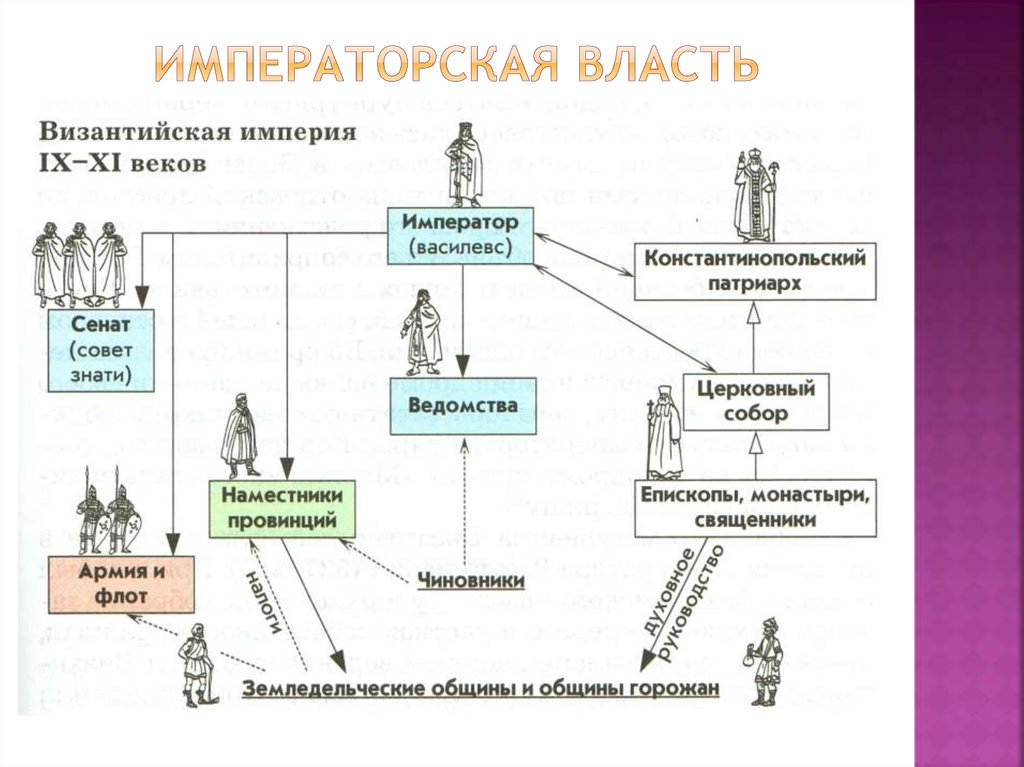 ИМПЕРАТОРСКАЯ ВЛАСТЬ
Византийская империя
IX–XI веков
Император
(василевс)
Константинопольский
патриарх
Сенат
(совет
знати)
Ведомства
Церковный
собор
Наместники
провинций
Епископы, монастыри,
священники
Армия и
флот
Чиновники
налоги
духовное
руководство
Земледельческие общины и общины горожан